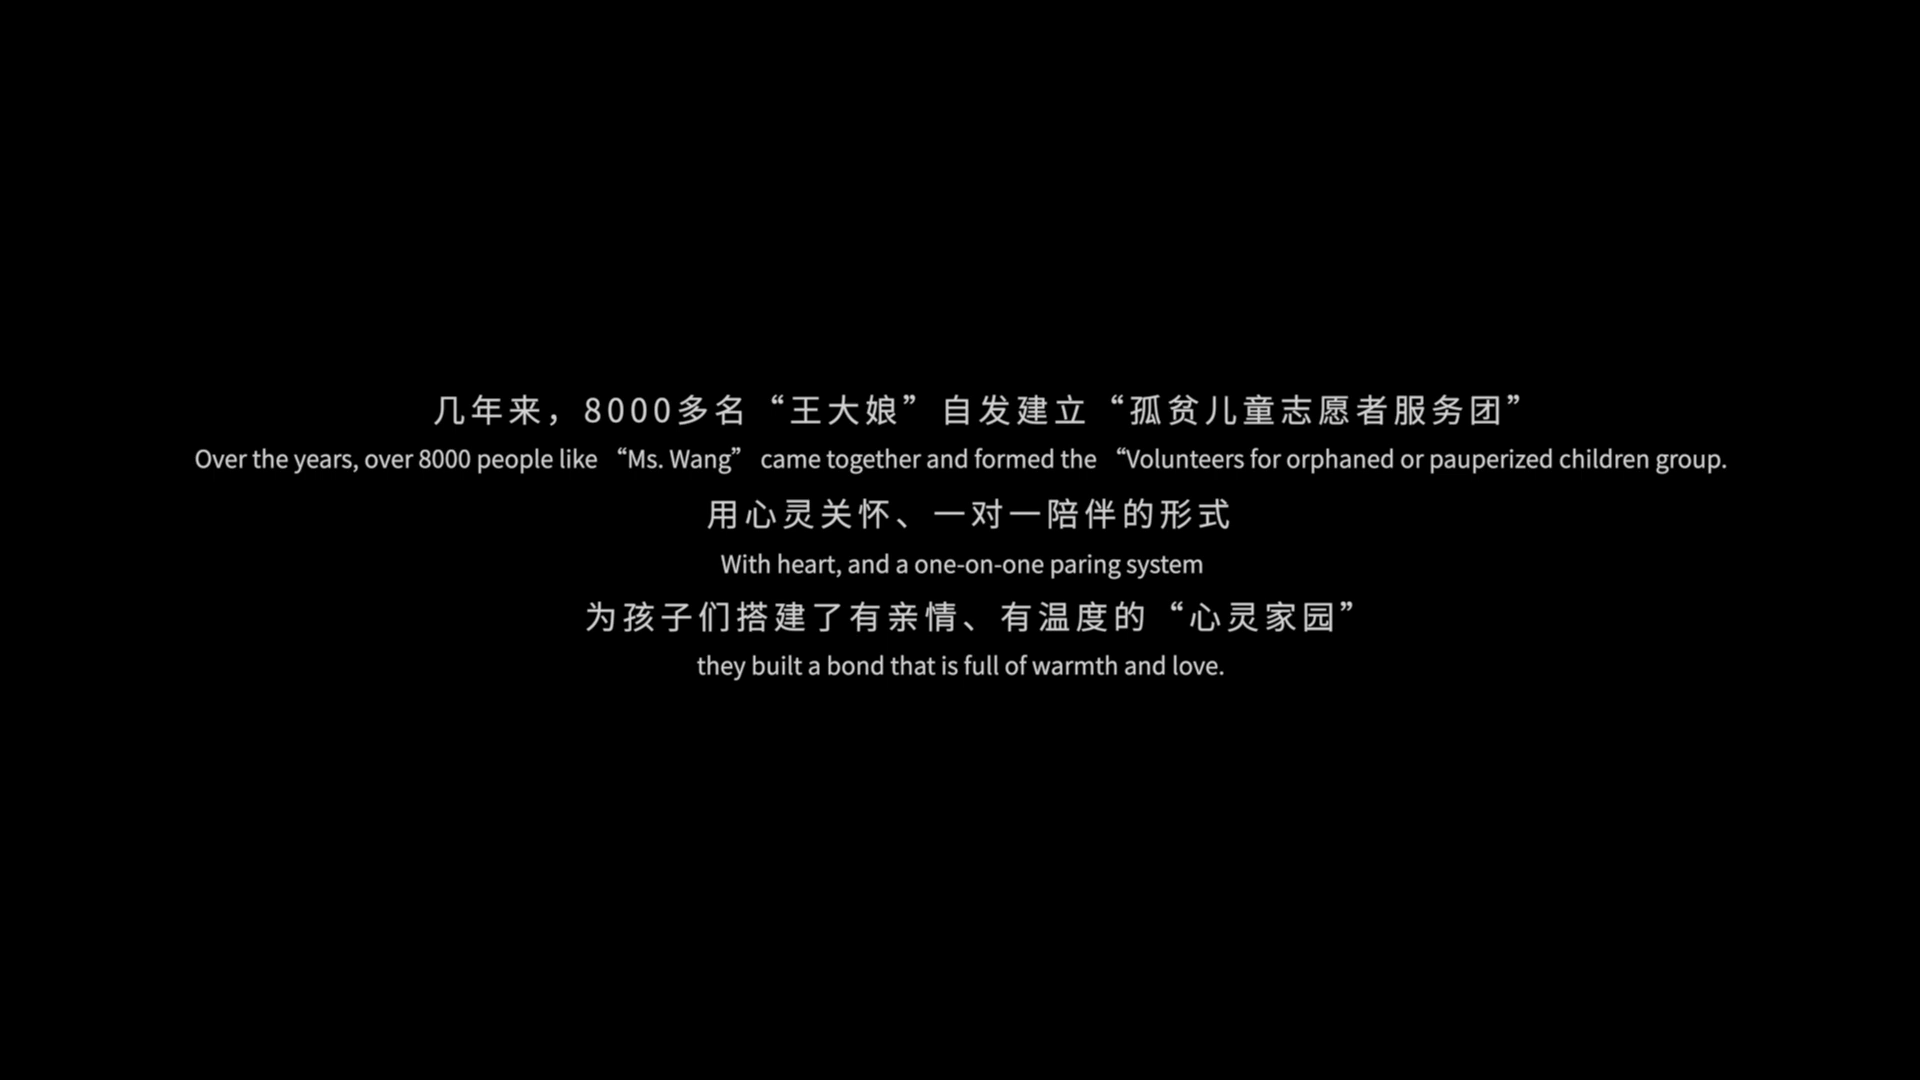 几年来，8000多名“王大娘”自发建立“孤贫儿童志愿者服务团”
Over the years, over 8000 people like “Ms. Wang” came together and formed the “Volunteers for orphaned or pauperized children group.
用心灵关怀、一对一陪伴的形式
With heart, and a one-on-one paring system
为孩子们搭建了有亲情、有温度的“心灵家园”
they built a bond that is full of warmth and love.